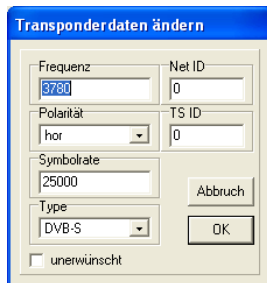 Transponderdaten ändern
Frequenz
3780
Net ID
0
Polarität
hor
TS ID
0
Symbolrate
25000
Abbruch
Type
DVB-S
OK
unerwünscht